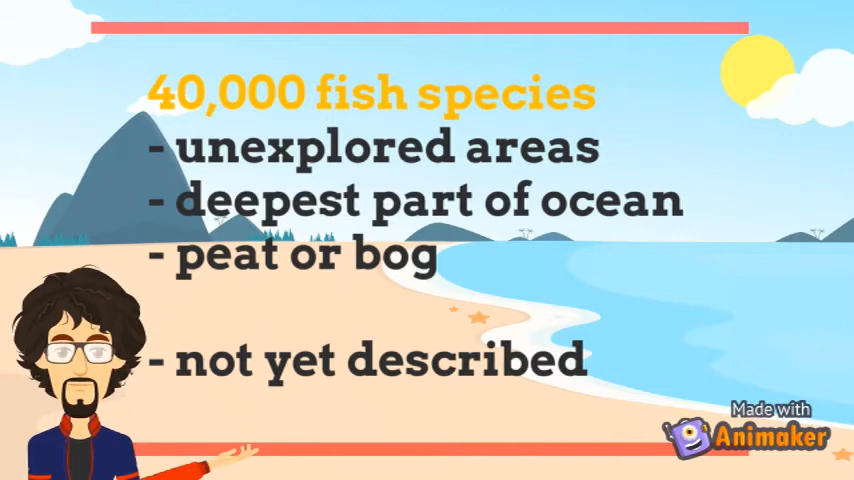 40,000 fish species
- unexplored areas
- deepest part of ocean
- peat or bog
- not yet described
Made with
Animaker